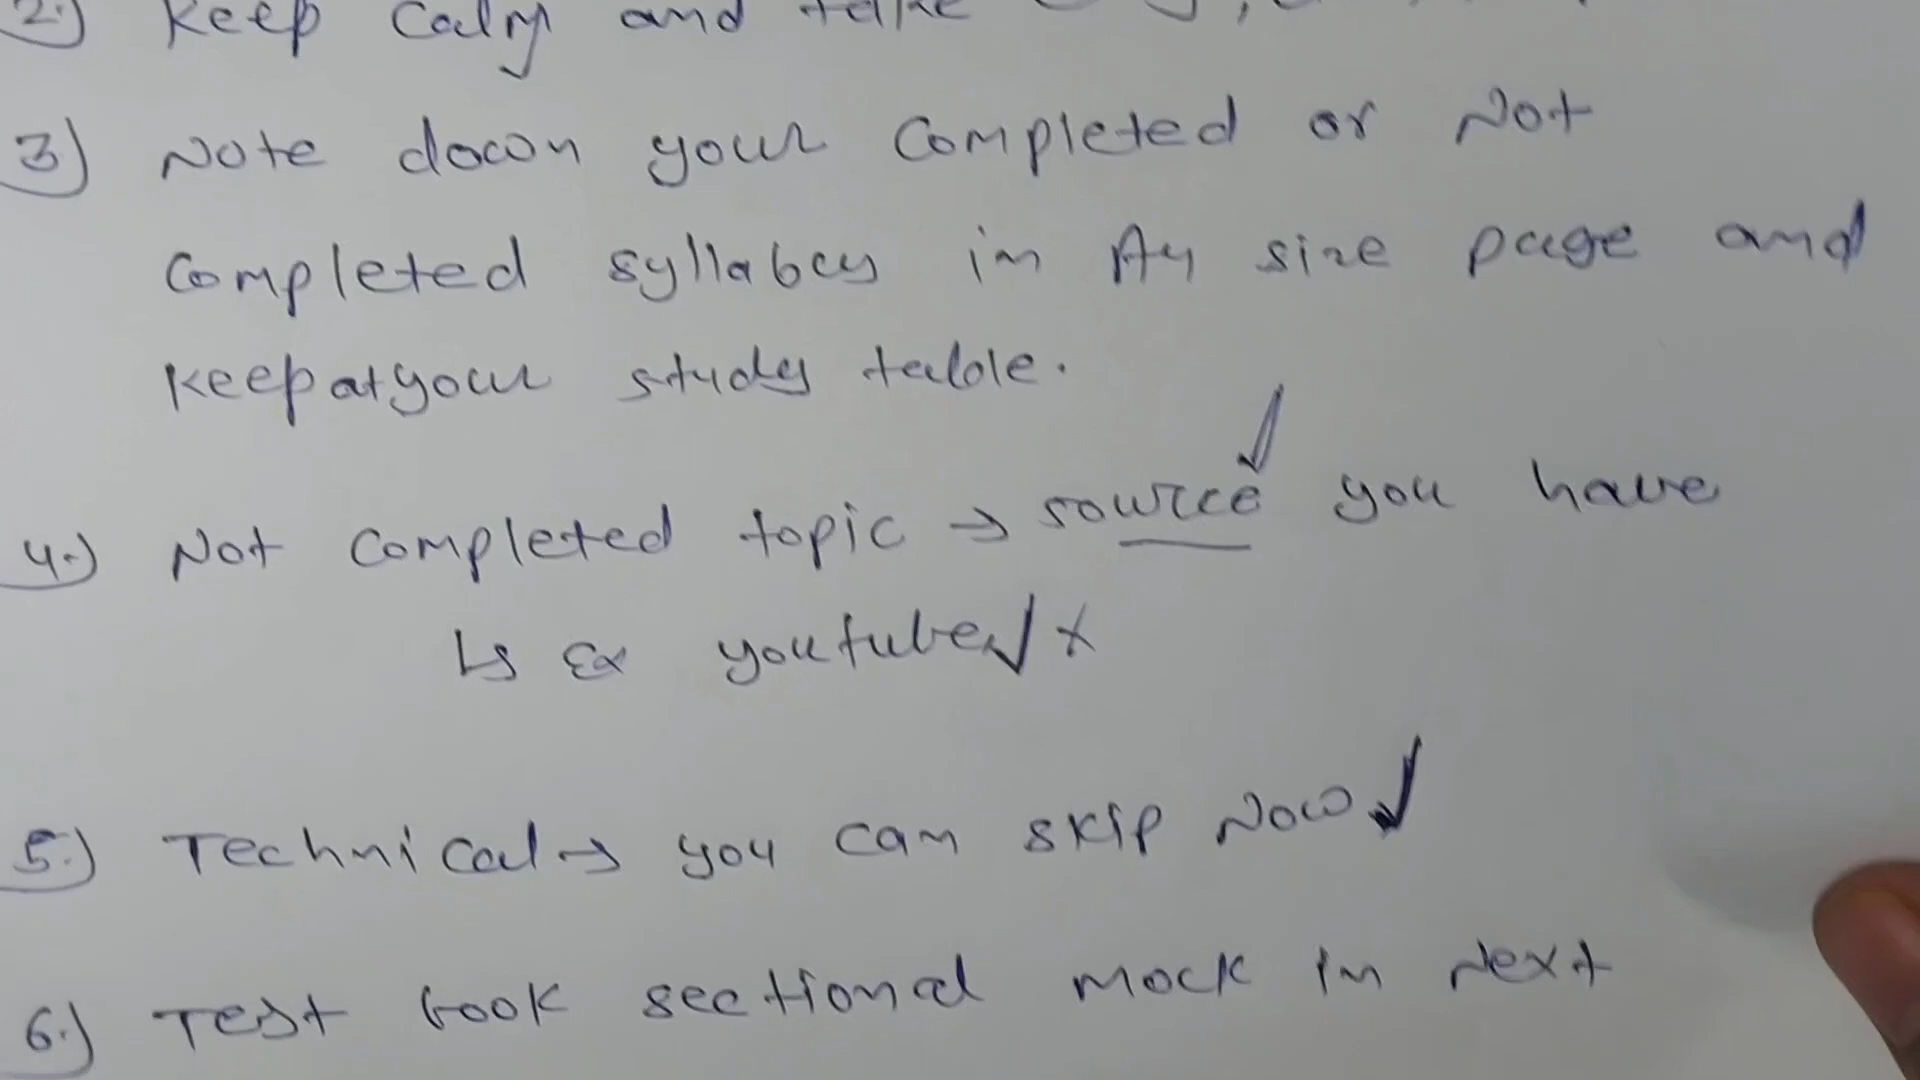 2.) Keep Calm and take
3) Note down your Completed or Not
Completed syllabus in A4 size page and
Keep at your study table.
4.) Not Completed topic → source you have
↳ Ex youtube ✓ x
5.) Technical → you can skip Now ✓
6.) Test book sectional mock in Next